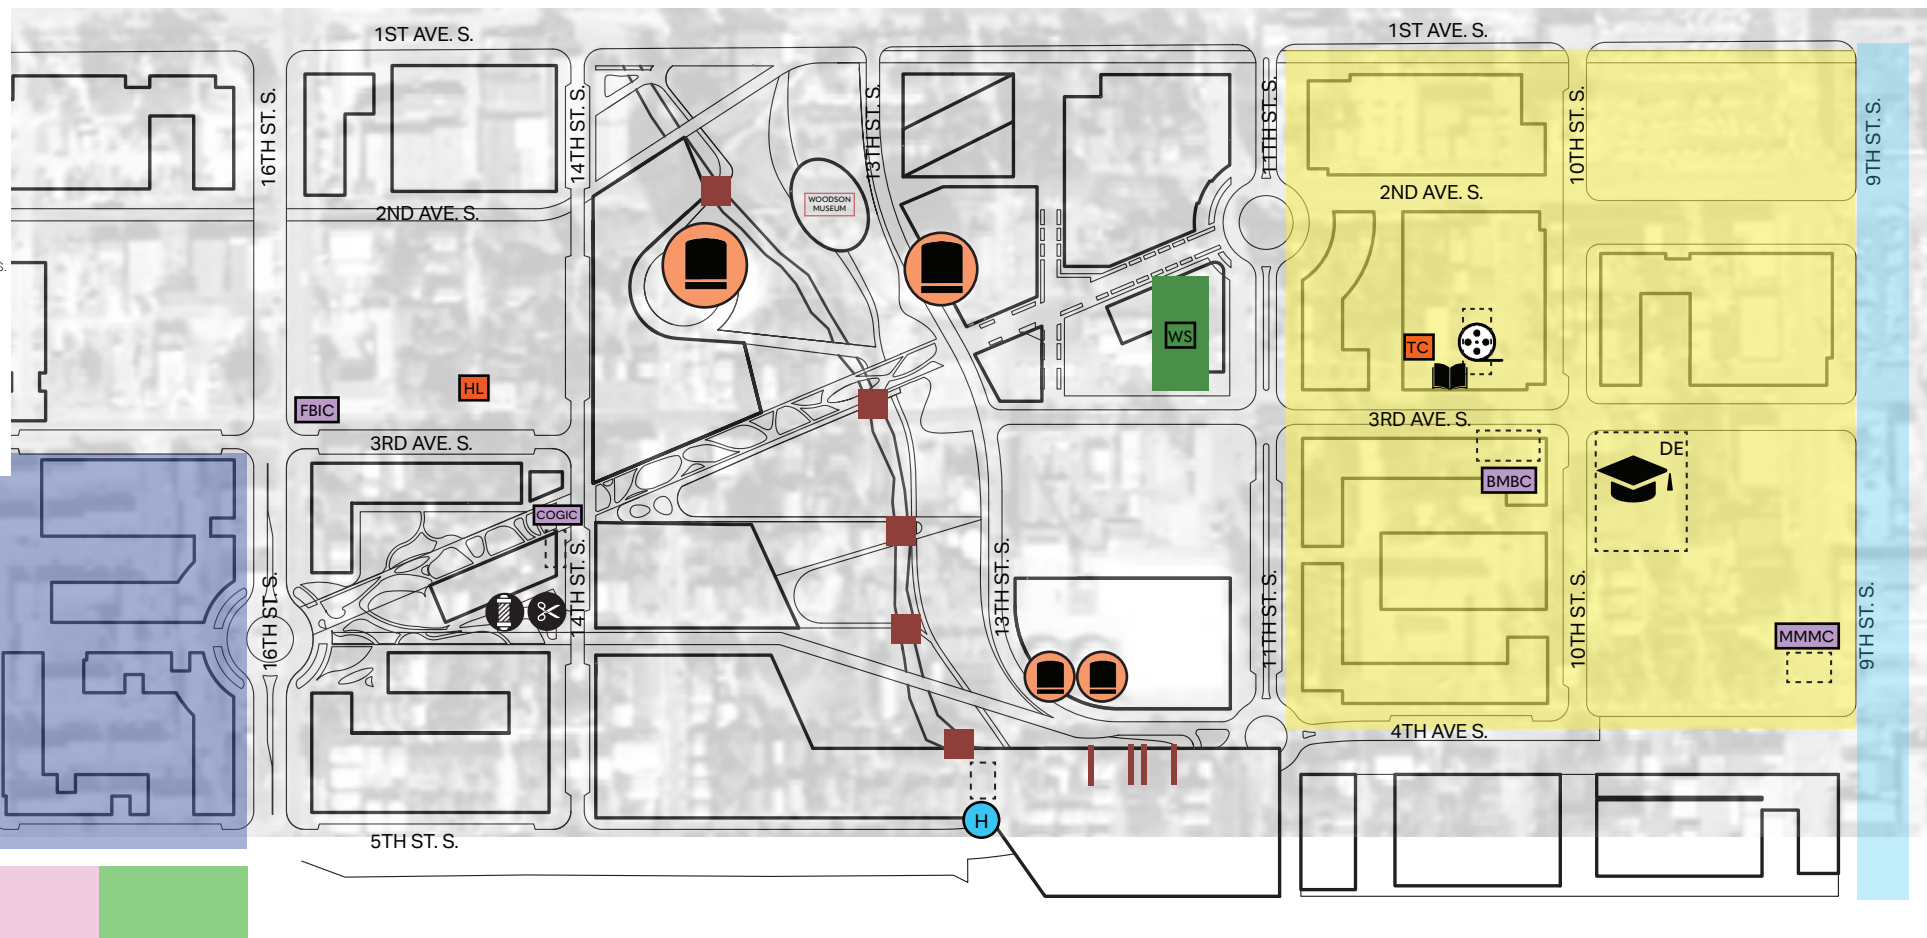 1ST AVE. S.
1ST AVE. S.
16TH ST. S.
14TH ST. S.
13TH ST. S.
11TH ST. S.
10TH ST. S.
9TH ST. S.
2ND AVE. S.
WOODSON
MUSEUM
2ND AVE. S.
S.
WS
TC
HL
FBIC
3RD AVE. S.
3RD AVE. S.
DE
BMBC
COGIC
16TH ST. S.
14TH ST. S.
13TH ST. S.
11TH ST. S.
10TH ST. S.
9TH ST. S.
MMMC
4TH AVE S.
H
5TH ST. S.